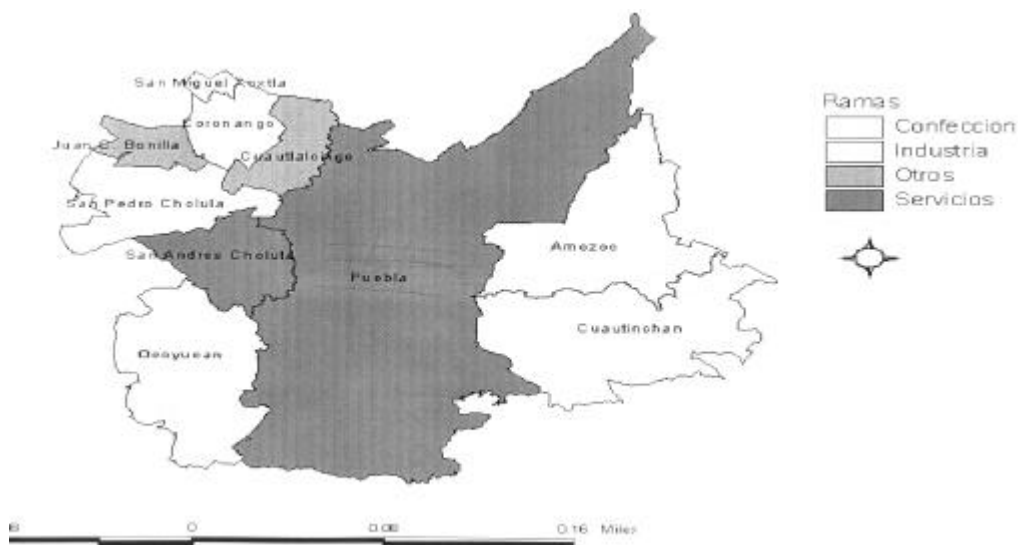 San Miguel Xoxtla
Coronango
Juan C. Bonilla
Cuautlalcingo
San Pedro Cholula
San Andres Cholula
Puebla
Amozoc
Cuautinchan
Ocoyucan
Ramas
Confeccion
Industria
Otros
Servicios
0
0.08
0.16 Miles